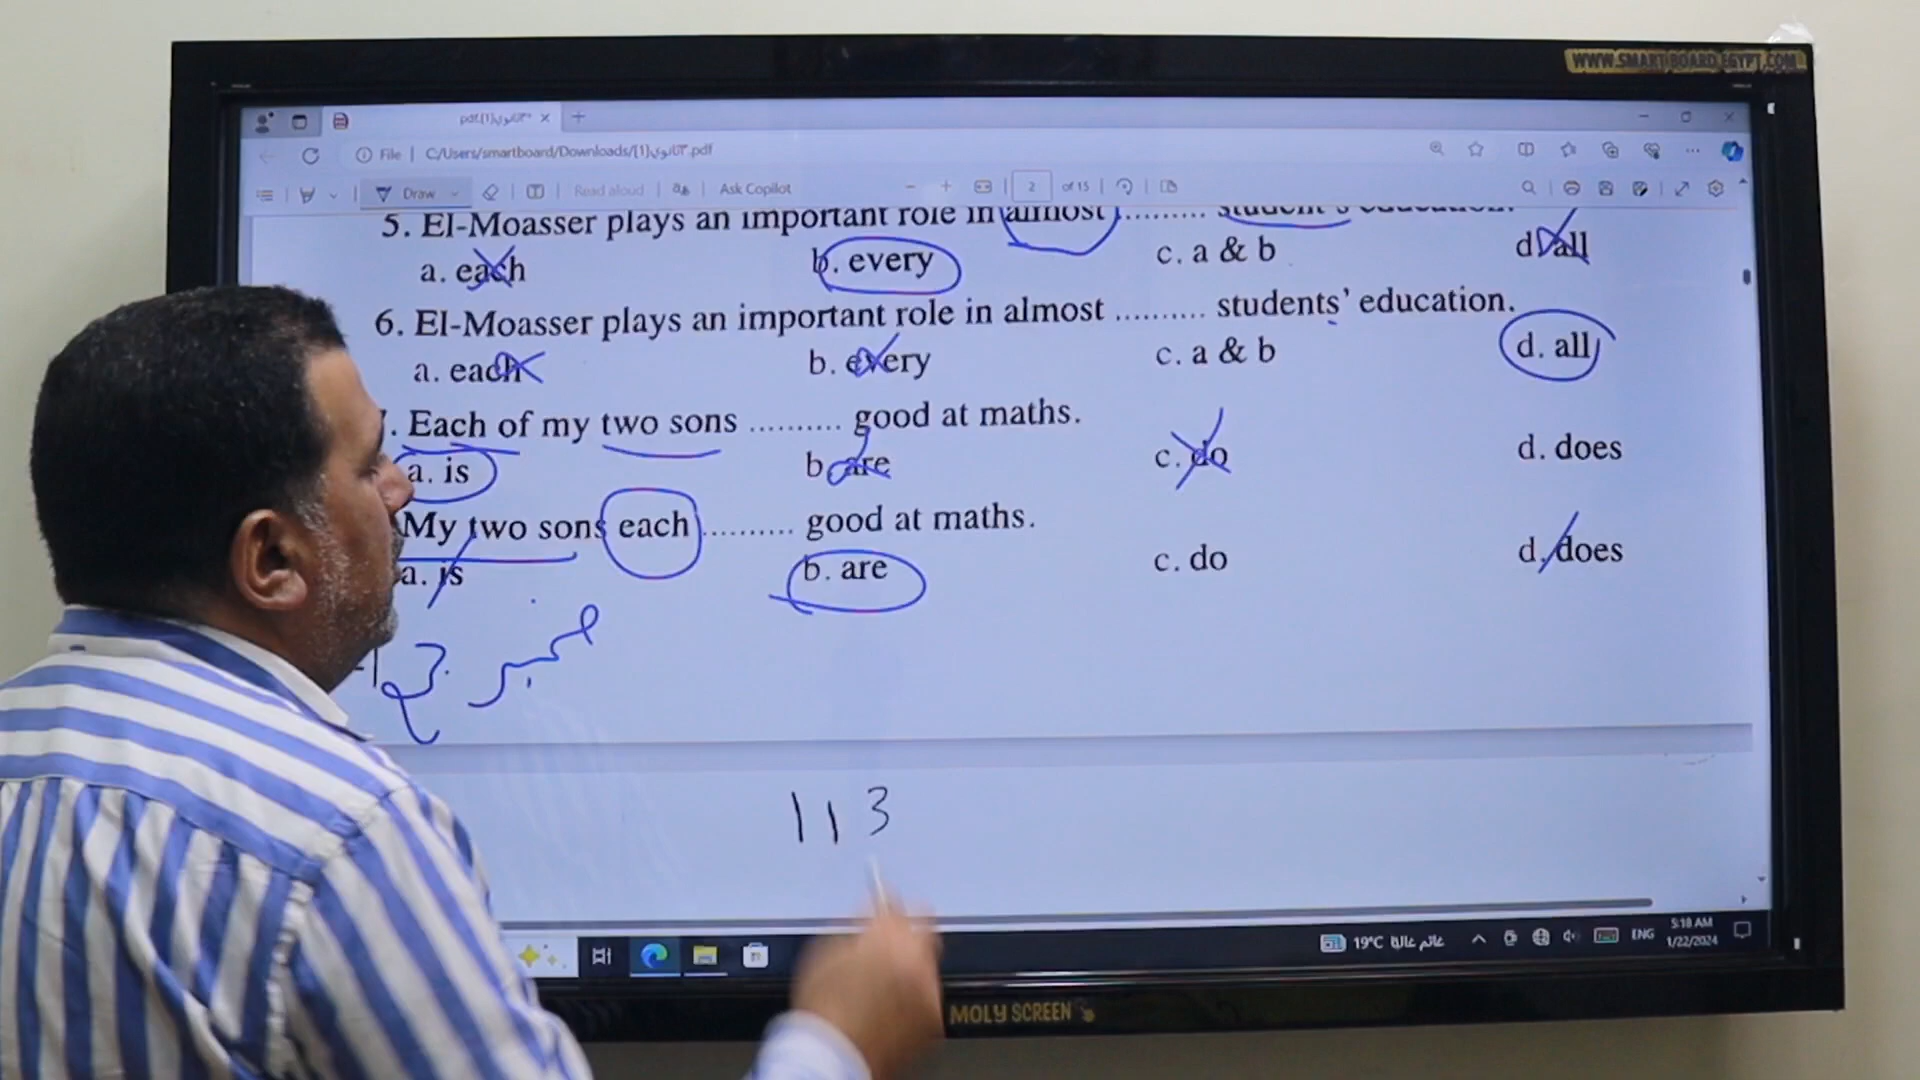 WWW.SMARTBOARD.EGYPT.COM
File | C/Users/smartboard/Downloads/
Draw
Read aloud
Ask Copilot
2 of 15
5. El-Moasser plays an important role in almost .......... student's education.
a. each b. every c. a & b d. all
6. El-Moasser plays an important role in almost .......... students' education.
a. each b. every c. a & b d. all
. Each of my two sons .......... good at maths.
a. is b. are c. do d. does
My two sons each .......... good at maths.
a. is b. are c. do d. does
113
19°C غائم غالبًا
ENG
5:18 AM
1/22/2024
MOLY SCREEN